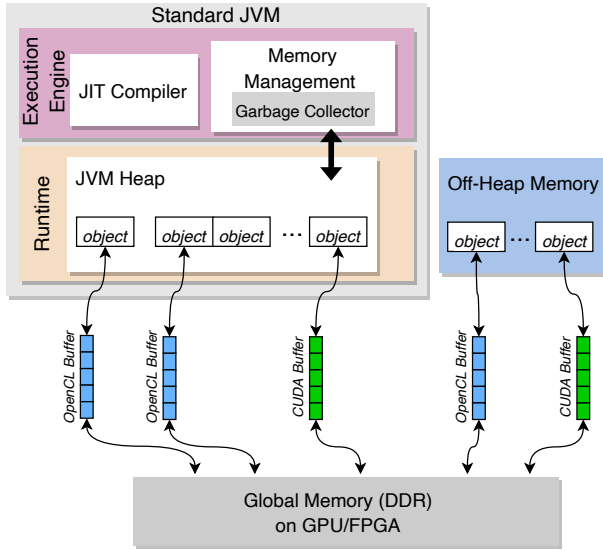 Standard JVM
Execution
Engine
JIT Compiler
Memory
Management
Garbage Collector
Runtime
JVM Heap
object
object
object
...
object
Off-Heap Memory
object
...
object
OpenCL Buffer
OpenCL Buffer
CUDA Buffer
OpenCL Buffer
CUDA Buffer
Global Memory (DDR)
on GPU/FPGA